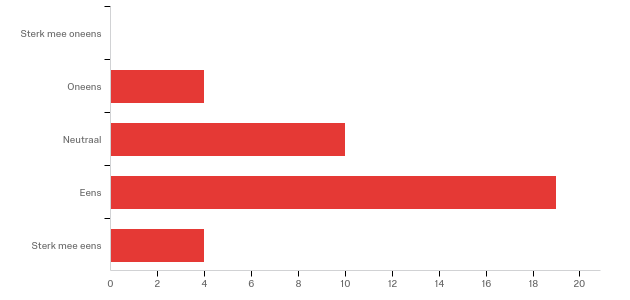 Sterk mee oneens
Oneens
Neutraal
Eens
Sterk mee eens
0 2 4 6 8 10 12 14 16 18 20